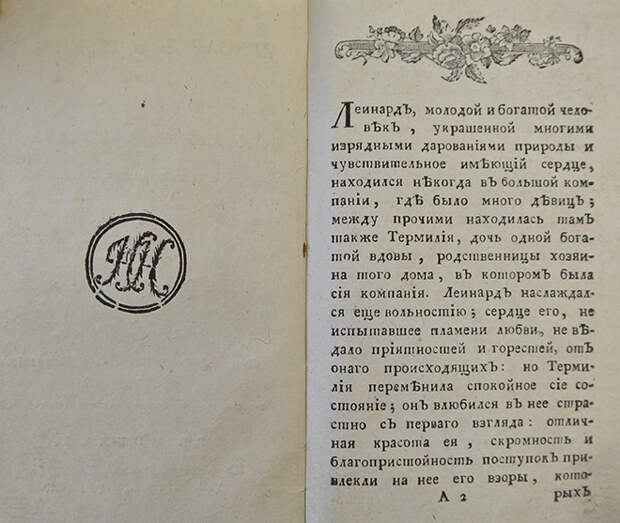 ЛеинардЪ, молодой и богатой чело-
вѣкЪ, украшенной многими
изрядными дарованіями природы и
чувствительное имѣющій сердце,
находился нѣкогда вЪ большой ком-
паніи, гдѣ было много дѣвицЪ;
между прочими находилась тамЪ
также Термилія, дочь одной бога-
той вдовы, родственницы хозяи-
на того дома, вЪ которомЪ была
сія компанія. Леинард наслаждал-
ся еще вольностію; сердце его, не
испытавшее пламени любви, не вѣ-
дало пріятностей и горестей, отЪ
онаго происходящихЪ: но Терми-
лія перемѣнила спокойное сіе со-
стояніе; онЪ влюбился вЪ нее стра-
стно сЪ перваго взгляда: отлич-
ная красота ея, скромность и
благопристойность поступокЪ при-
влекли на нее его взоры, кото-
А 2 рыхЪ